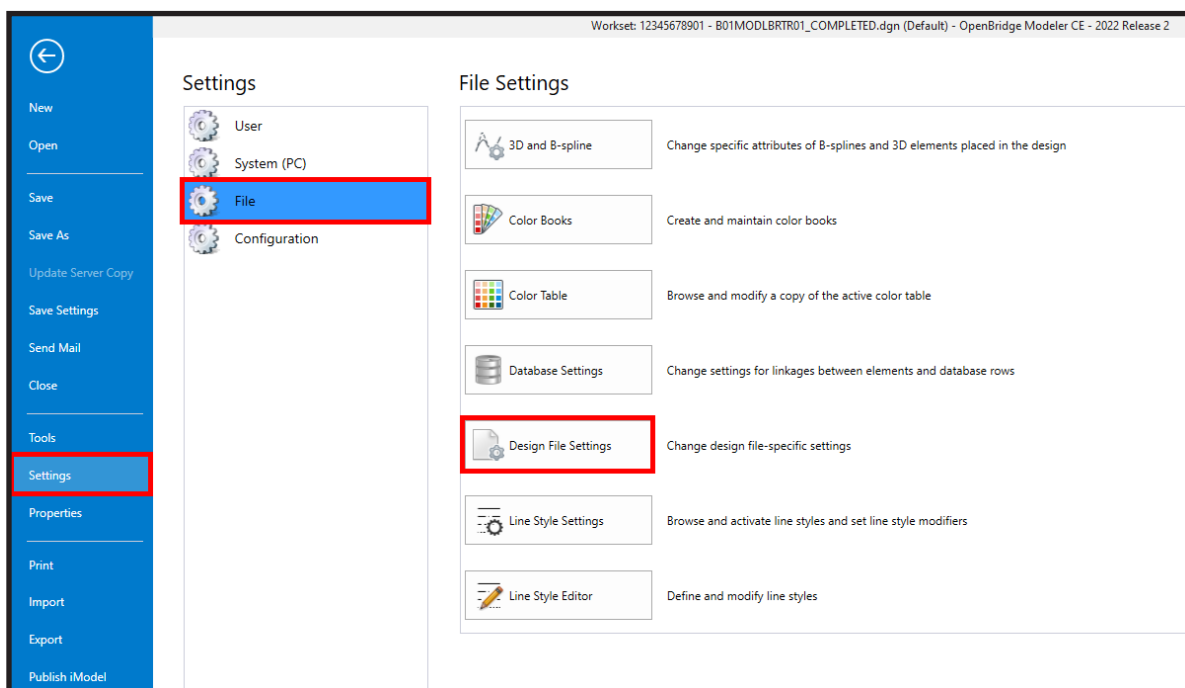 Workset: 12345678901 - B01MODLBRTR01_COMPLETED.dgn (Default) - OpenBridge Modeler CE - 2022 Release 2
New
Open
Save
Save As
Update Server Copy
Save Settings
Send Mail
Close
Tools
Settings
Properties
Print
Import
Export
Publish iModel
Settings
User
System (PC)
File
Configuration
File Settings
3D and B-spline Change specific attributes of B-splines and 3D elements placed in the design
Color Books Create and maintain color books
Color Table Browse and modify a copy of the active color table
Database Settings Change settings for linkages between elements and database rows
Design File Settings Change design file-specific settings
Line Style Settings Browse and activate line styles and set line style modifiers
Line Style Editor Define and modify line styles